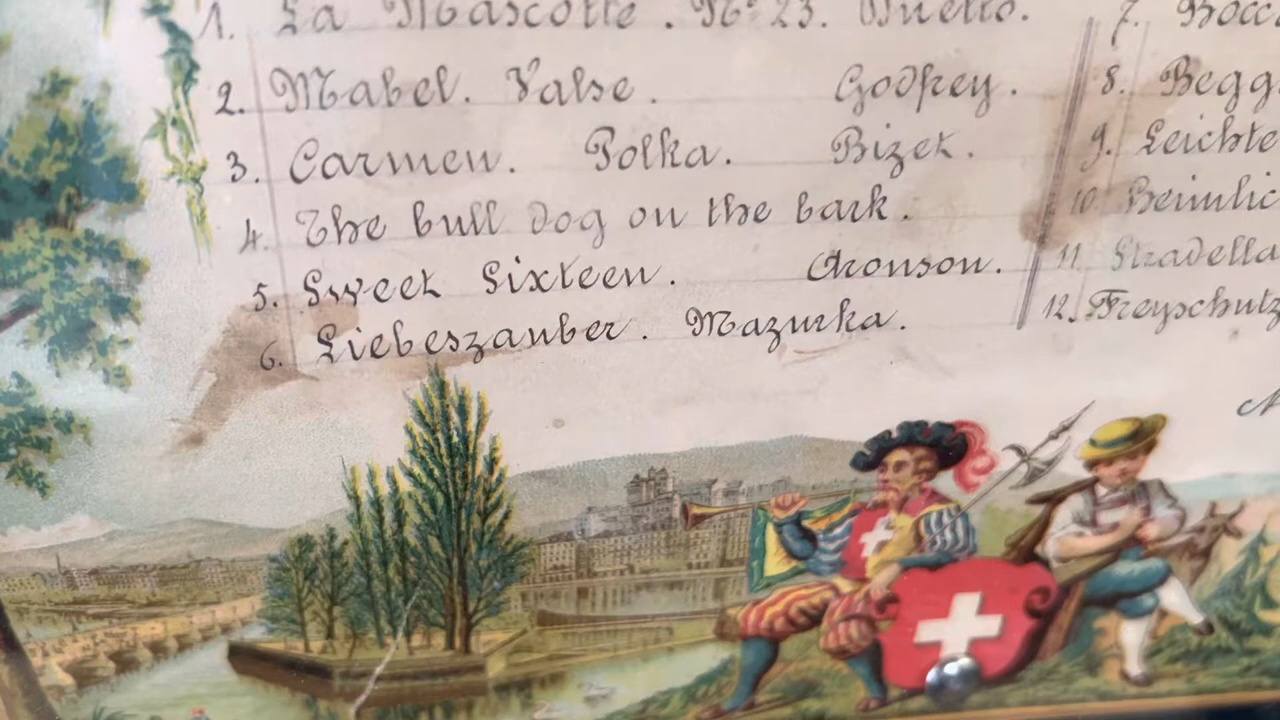 1. La Mascotte. No. 23. Duetto.
2. Mabel. Valse. Godfrey.
3. Carmen. Polka. Bizet.
4. The bull dog on the bark.
5. Sweet Sixteen. Aronson.
6. Liebeszauber. Mazurka.
7. Bocc
8. Begg
9. Leichte
10. Heimlic
11. Stradella
12. Freyschutz